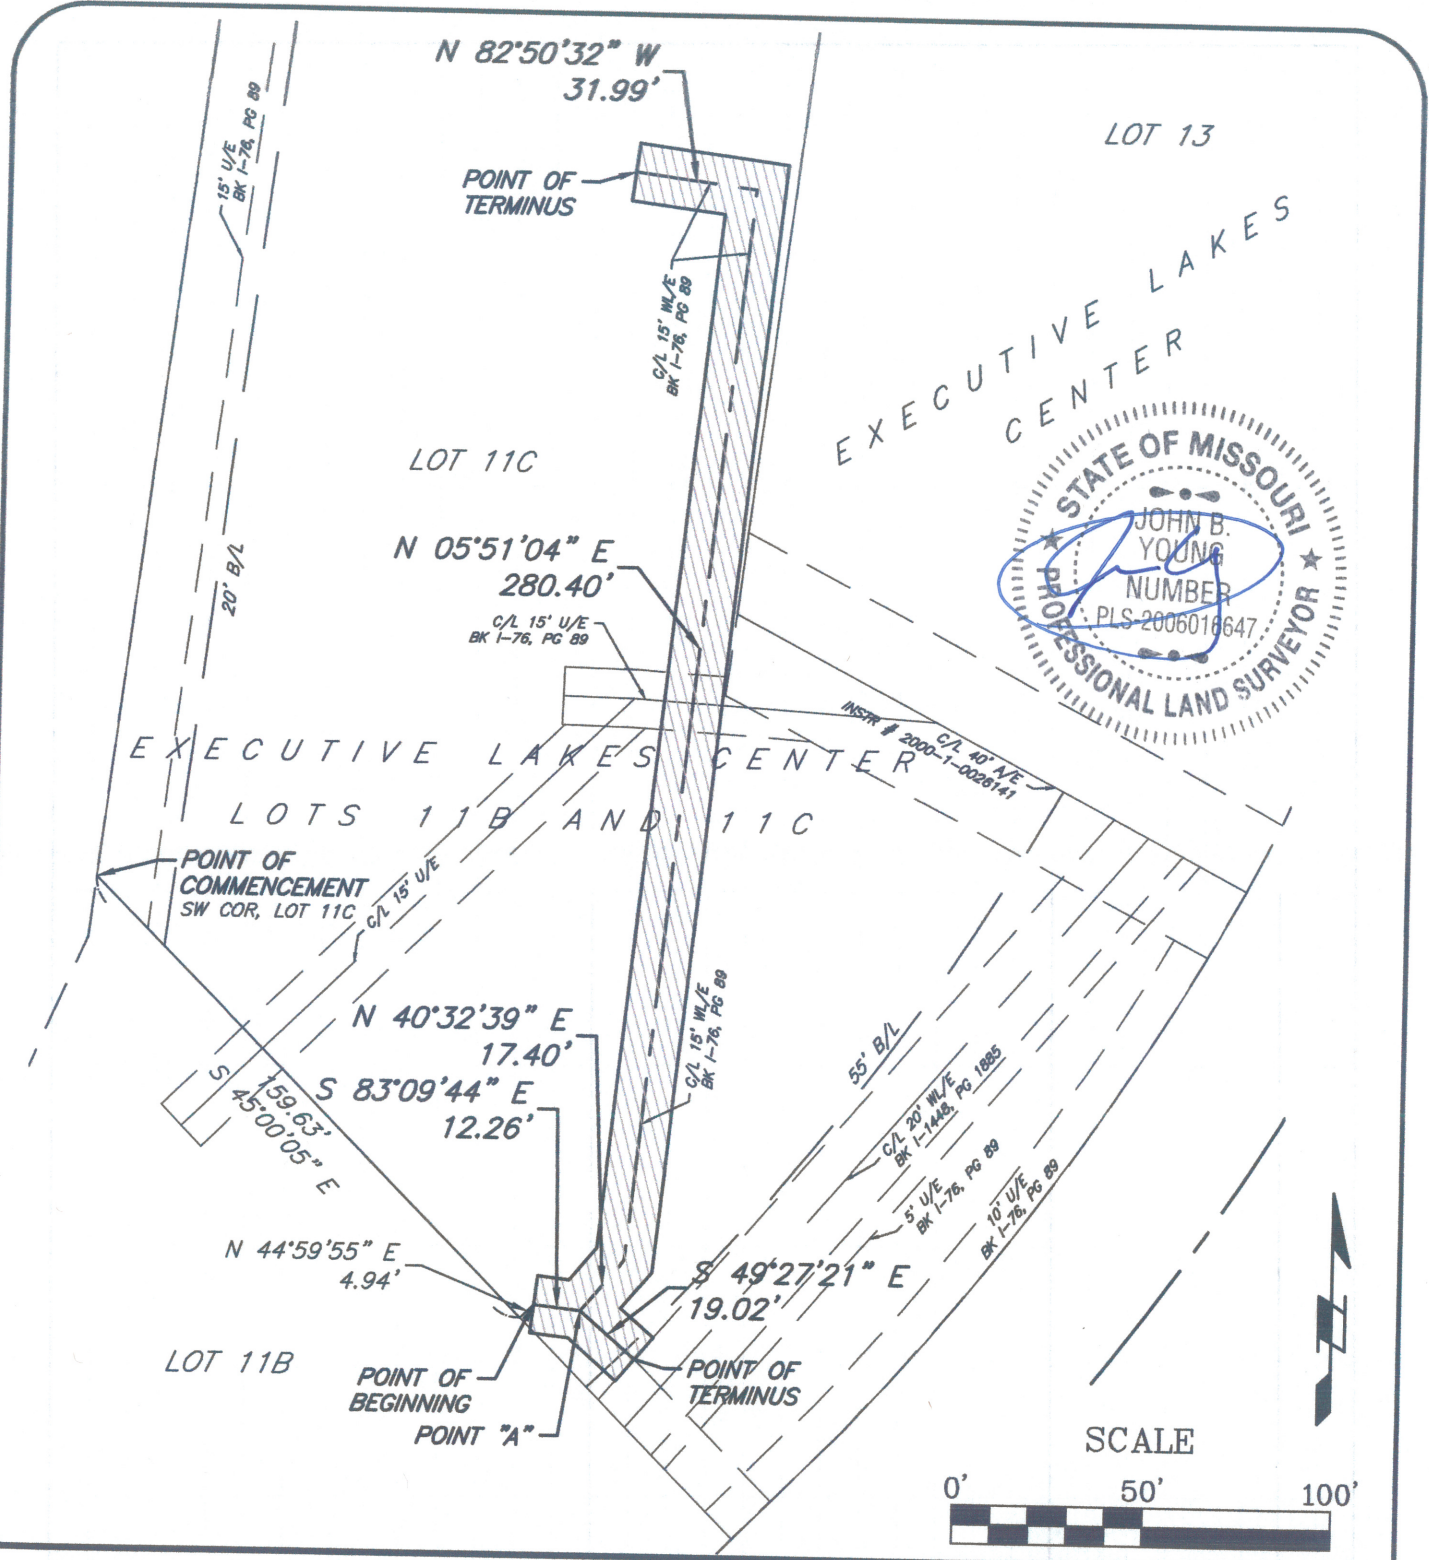 N 82°50'32" W
31.99'
LOT 13
15' U/E
BK I-76, PG 89
POINT OF
TERMINUS
EXECUTIVE LAKES
CENTER
C/L 15' WL/E
BK I-76, PG 89
STATE OF MISSOURI
JOHN B.
YOUNG
NUMBER
PLS-2006016647
PROFESSIONAL LAND SURVEYOR
LOT 11C
N 05°51'04" E
280.40'
20' B/L
C/L 15' U/E
BK I-76, PG 89
C/L 40' A/E
INSTR # 2000-I-0026141
EXECUTIVE LAKES CENTER
LOTS 11B AND 11C
POINT OF
COMMENCEMENT
SW COR, LOT 11C
C/L 15' U/E
N 40°32'39" E
17.40'
C/L 15' WL/E
BK I-76, PG 89
55' B/L
S 83°09'44" E
12.26'
159.63'
S 45°00'05" E
C/L 20' WL/E
BK I-1448, PG 1885
5' U/E
BK I-76, PG 89
10' U/E
BK I-76, PG 89
N 44°59'55" E
4.94'
S 49°27'21" E
19.02'
LOT 11B
POINT OF
BEGINNING
POINT OF
TERMINUS
POINT "A"
SCALE
0' 50' 100'